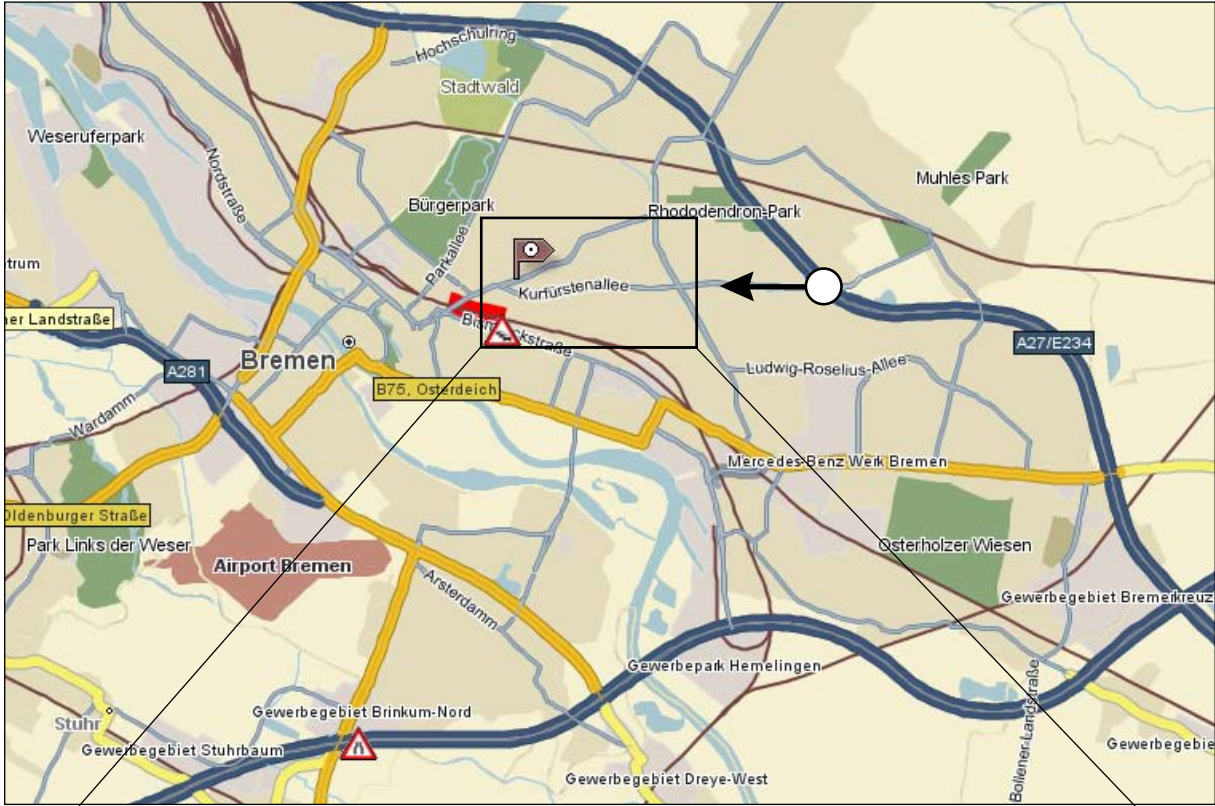 Hochschulring
Stadtwald
Weseruferpark
Nordstraße
Muhles Park
Bürgerpark
Rhododendron-Park
Parkallee
trum
Kurfürstenallee
er Landstraße
Bismarckstraße
A27/E234
Bremen
A281
Ludwig-Roselius-Allee
B75, Osterdeich
Wardamm
Mercedes-Benz Werk Bremen
Oldenburger Straße
Park Links der Weser
Osterholzer Wiesen
Airport Bremen
Arsterdamm
Gewerbegebiet Bremerkreuz
Gewerbepark Hemelingen
Bollener Landstraße
Gewerbegebiet Brinkum-Nord
Stuhr
Gewerbegebiet Stuhrbaum
Gewerbegebie
Gewerbegebiet Dreye-West